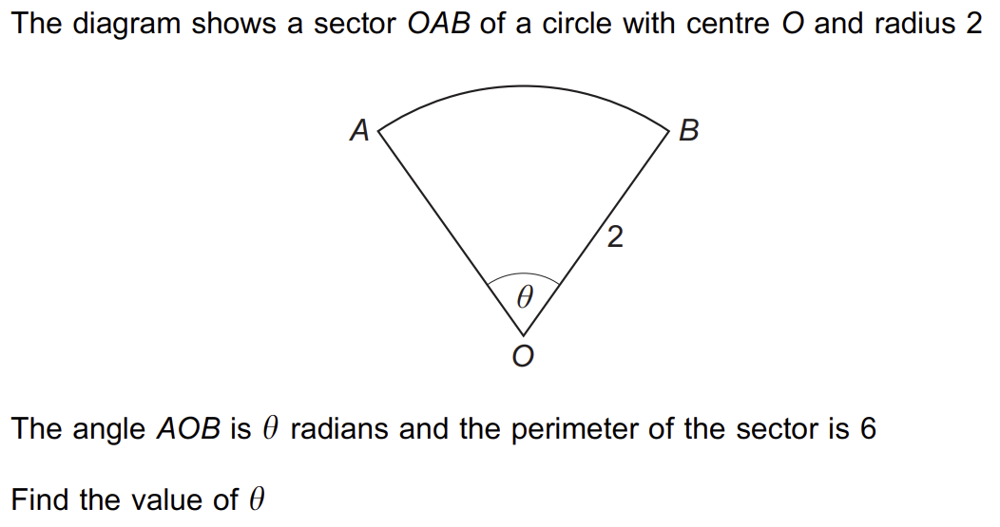 The diagram shows a sector OAB of a circle with centre O and radius 2
A
B
2
θ
O
The angle AOB is θ radians and the perimeter of the sector is 6
Find the value of θ